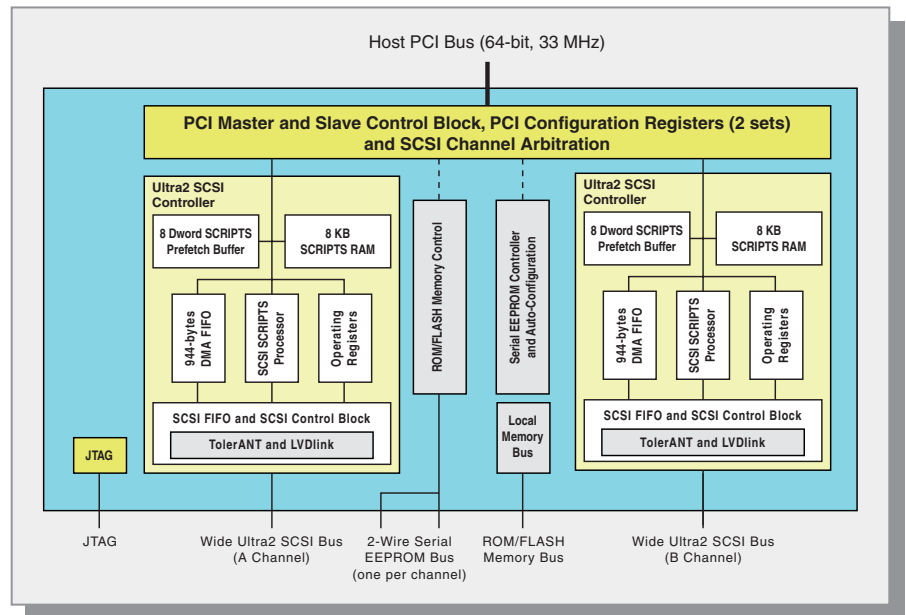 Host PCI Bus (64-bit, 33 MHz)
PCI Master and Slave Control Block, PCI Configuration Registers (2 sets)
and SCSI Channel Arbitration
Ultra2 SCSI
Controller
8 Dword SCRIPTS
Prefetch Buffer
8 KB
SCRIPTS RAM
944-bytes
DMA FIFO
SCSI SCRIPTS
Processor
Operating
Registers
SCSI FIFO and SCSI Control Block
TolerANT and LVDlink
ROM/FLASH Memory Control
Serial EEPROM Controller
and Auto-Configuration
Local
Memory
Bus
Ultra2 SCSI
Controller
8 Dword SCRIPTS
Prefetch Buffer
8 KB
SCRIPTS RAM
944-bytes
DMA FIFO
SCSI SCRIPTS
Processor
Operating
Registers
SCSI FIFO and SCSI Control Block
TolerANT and LVDlink
JTAG
JTAG
Wide Ultra2 SCSI Bus
(A Channel)
2-Wire Serial
EEPROM Bus
(one per channel)
ROM/FLASH
Memory Bus
Wide Ultra2 SCSI Bus
(B Channel)